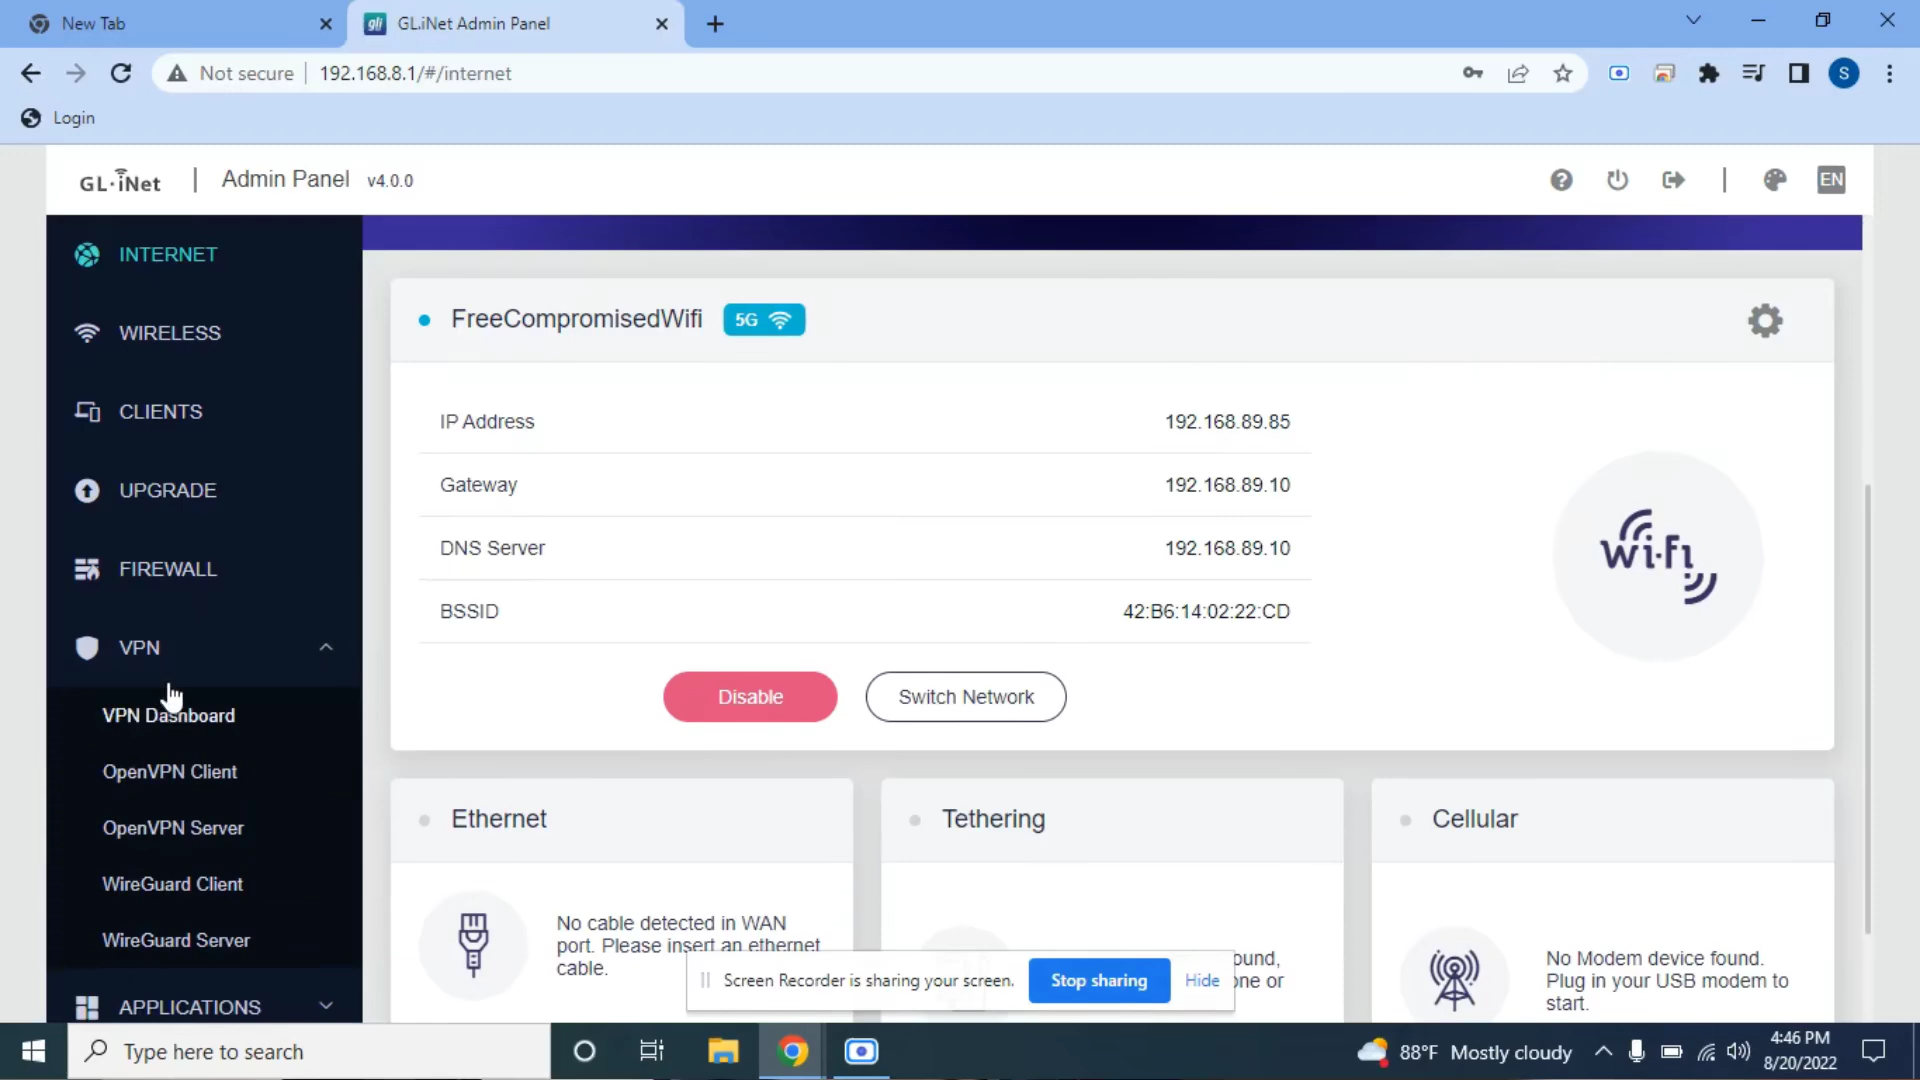 New Tab
gli GL.iNet Admin Panel
Not secure 192.168.8.1/#/internet
S
Login
GL·iNet Admin Panel v4.0.0
EN
INTERNET
WIRELESS
CLIENTS
UPGRADE
FIREWALL
VPN
VPN Dashboard
OpenVPN Client
OpenVPN Server
WireGuard Client
WireGuard Server
APPLICATIONS
FreeCompromisedWifi 5G
IP Address 192.168.89.85
Gateway 192.168.89.10
DNS Server 192.168.89.10
BSSID 42:B6:14:02:22:CD
Wi-Fi
Disable Switch Network
Ethernet
No cable detected in WAN
port. Please insert an ethernet
cable.
Tethering
Cellular
No Modem device found.
Plug in your USB modem to
start.
Screen Recorder is sharing your screen. Stop sharing Hide
one or
Type here to search
88°F Mostly cloudy
4:46 PM
8/20/2022